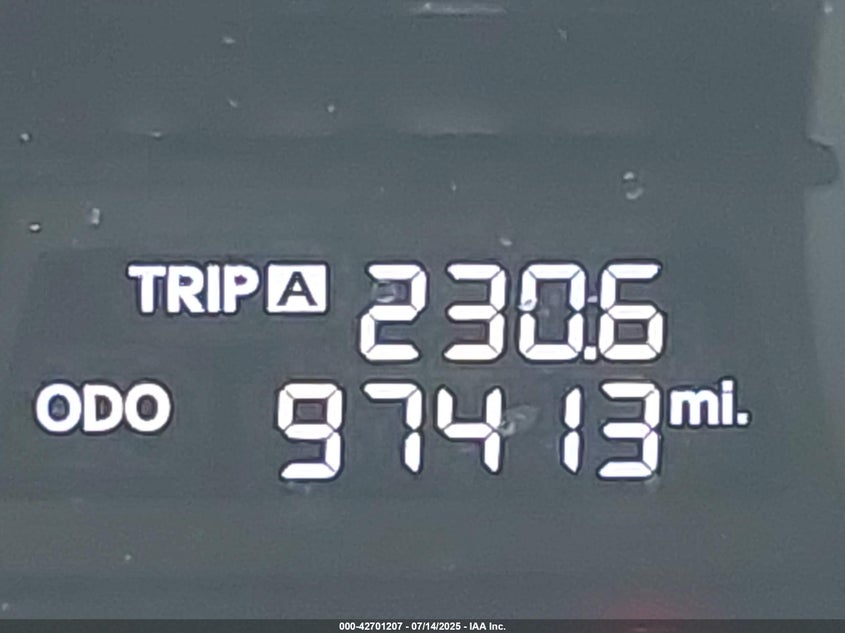 TRIP A 230.6
ODO 97413 mi.
000-42701207 - 07/14/2025 - IAA Inc.